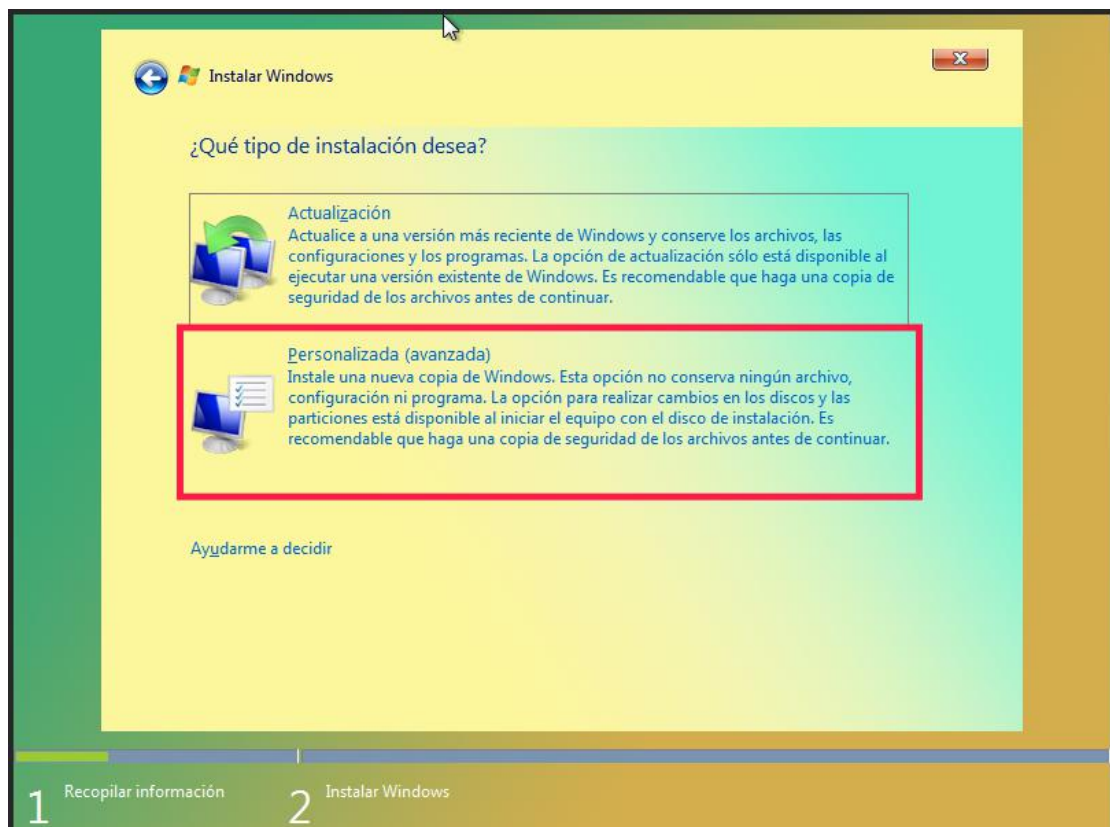 Instalar Windows
x
¿Qué tipo de instalación desea?
Actualización
Actualice a una versión más reciente de Windows y conserve los archivos, las
configuraciones y los programas. La opción de actualización sólo está disponible al
ejecutar una versión existente de Windows. Es recomendable que haga una copia de
seguridad de los archivos antes de continuar.
Personalizada (avanzada)
Instale una nueva copia de Windows. Esta opción no conserva ningún archivo,
configuración ni programa. La opción para realizar cambios en los discos y las
particiones está disponible al iniciar el equipo con el disco de instalación. Es
recomendable que haga una copia de seguridad de los archivos antes de continuar.
Ayudarme a decidir
1 Recopilar información
2 Instalar Windows